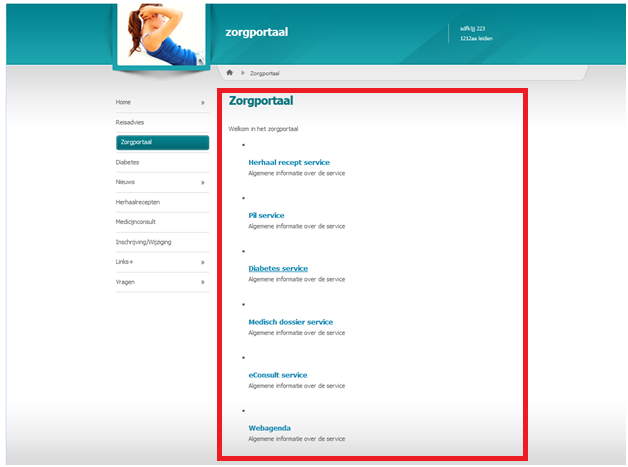 zorgportaal
sdfkljj 223
1212aa leiden
» Zorgportaal
Home »
Reisadvies
Zorgportaal
Diabetes
Nieuws »
Herhaalrecepten
Medicijnconsult
Inschrijving/Wijziging
Links+ »
Vragen »
Zorgportaal
Welkom in het zorgportaal
•
Herhaal recept service
Algemene informatie over de service
•
Pil service
Algemene informatie over de service
•
Diabetes service
Algemene informatie over de service
•
Medisch dossier service
Algemene informatie over de service
•
eConsult service
Algemene informatie over de service
•
Webagenda
Algemene informatie over de service